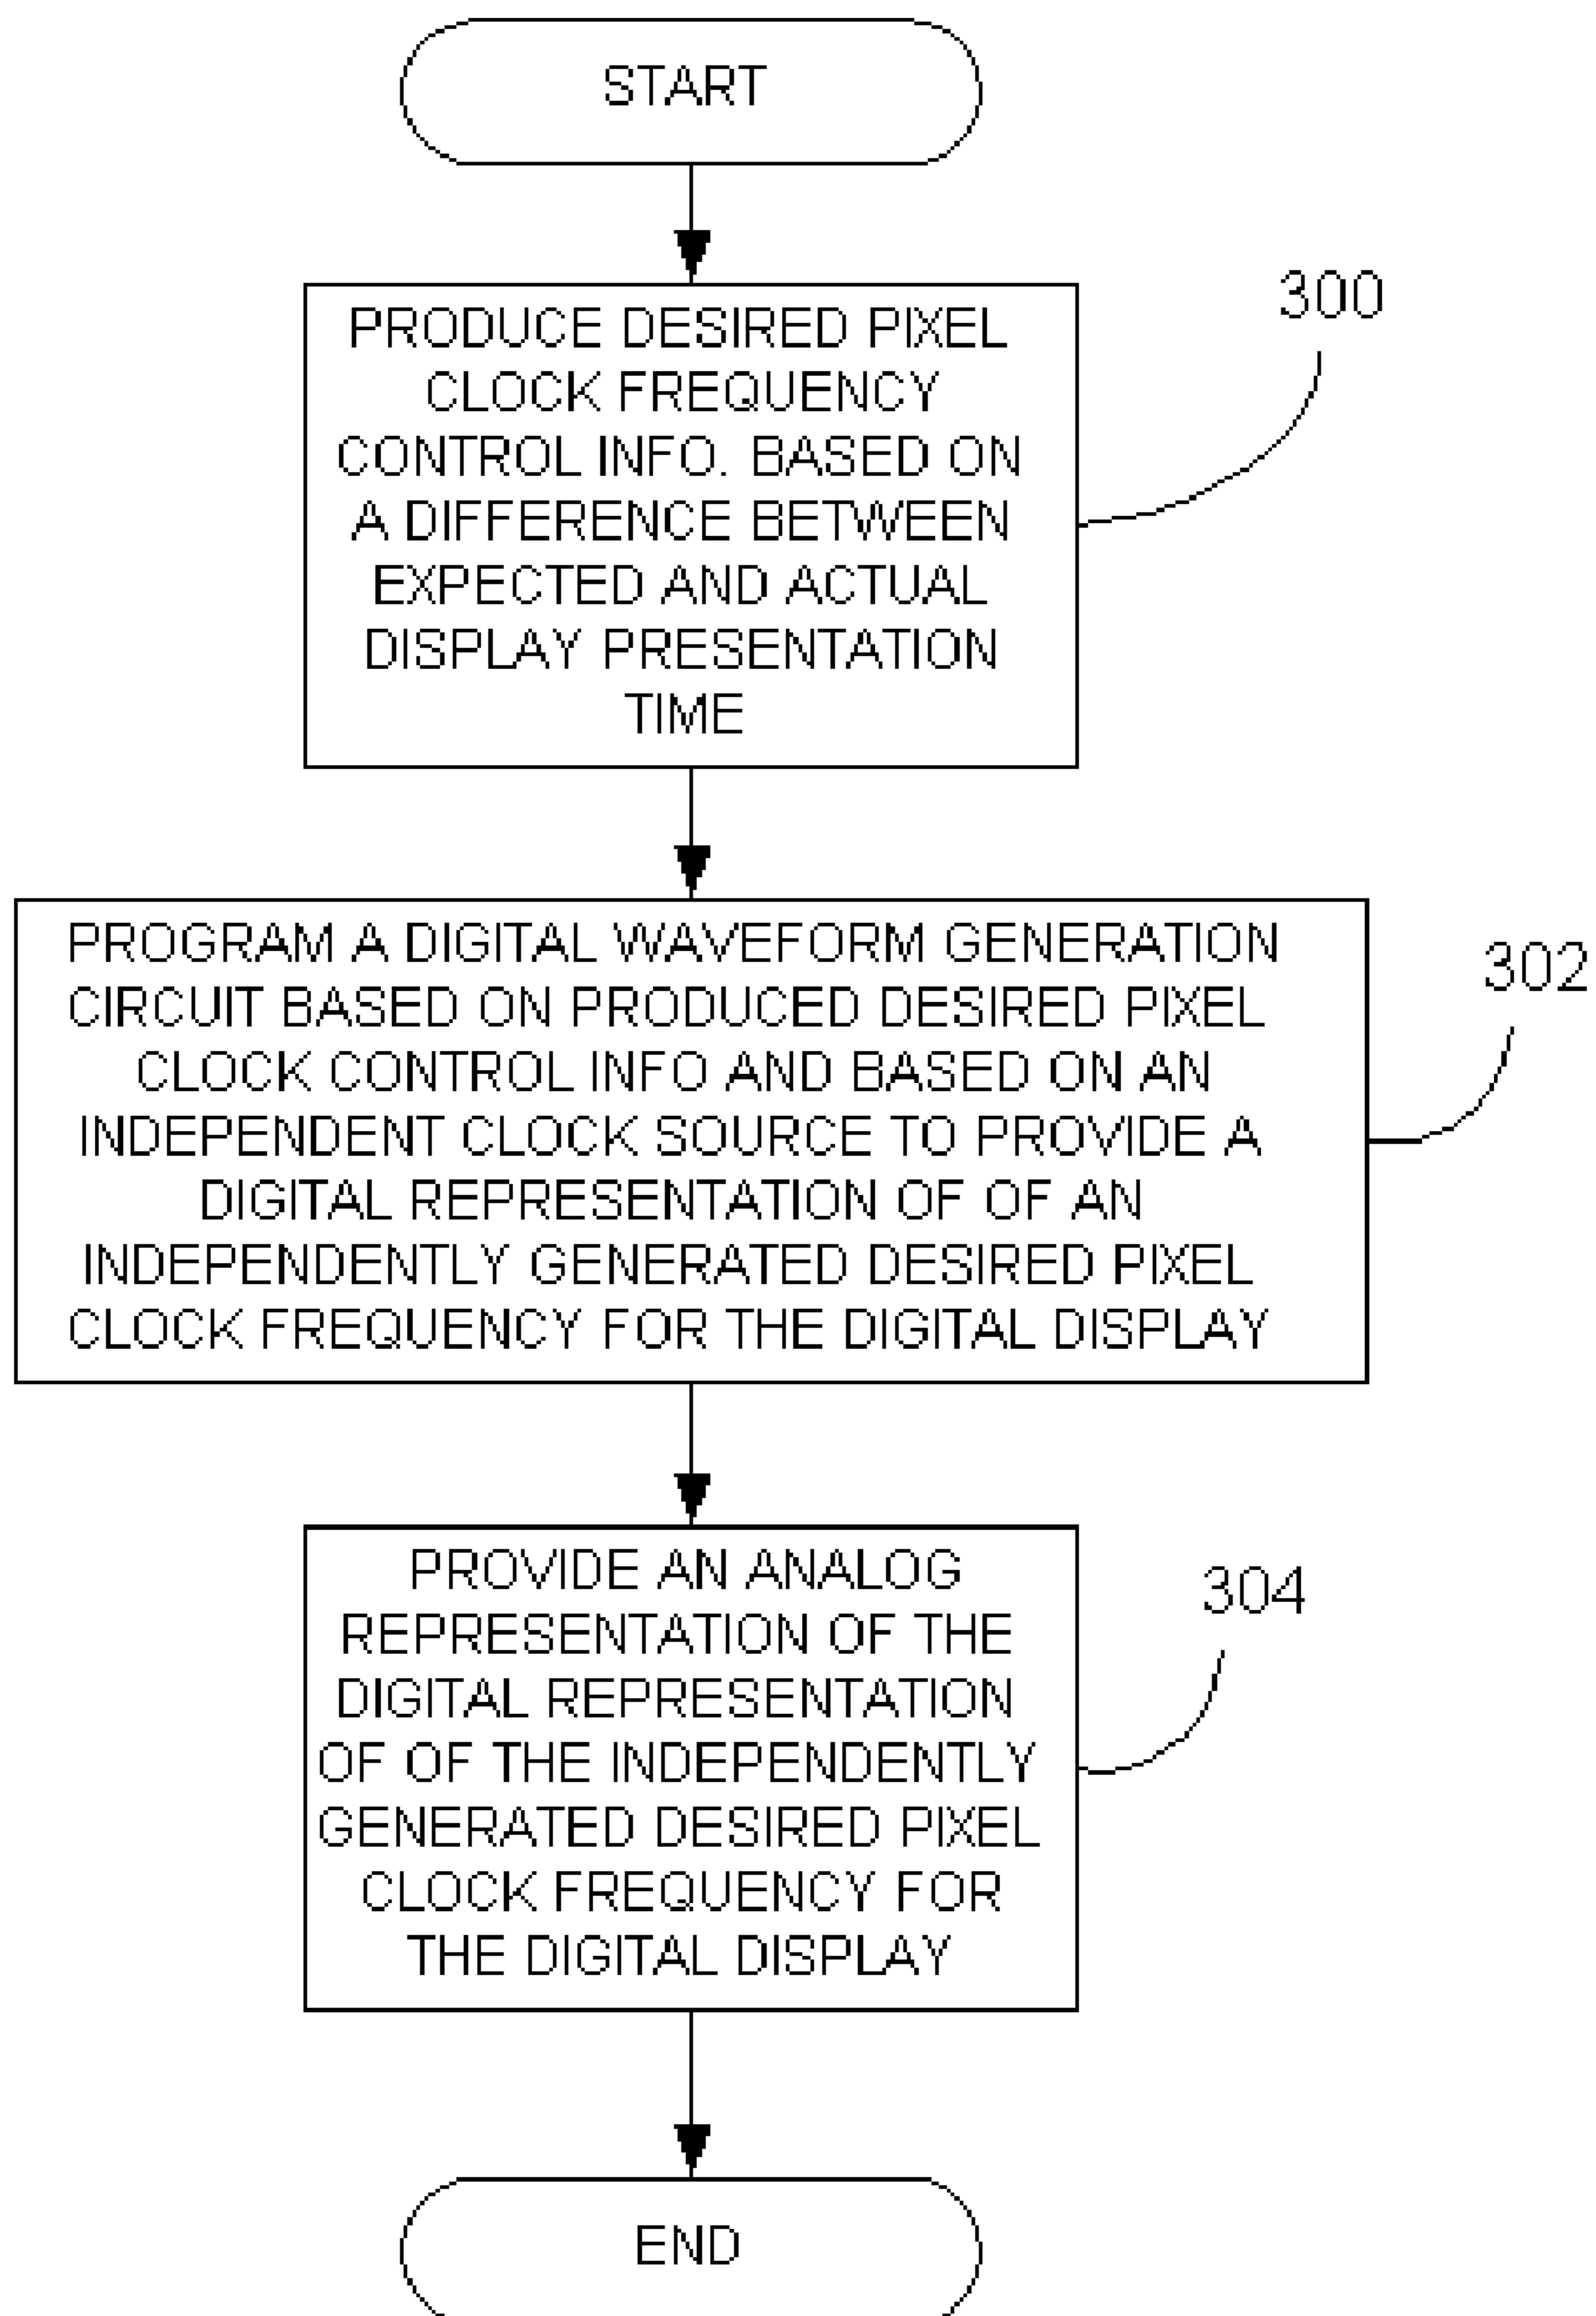 START
300
PRODUCE DESIRED PIXEL
CLOCK FREQUENCY
CONTROL INFO. BASED ON
A DIFFERENCE BETWEEN
EXPECTED AND ACTUAL
DISPLAY PRESENTATION
TIME
302
PROGRAM A DIGITAL WAVEFORM GENERATION
CIRCUIT BASED ON PRODUCED DESIRED PIXEL
CLOCK CONTROL INFO AND BASED ON AN
INDEPENDENT CLOCK SOURCE TO PROVIDE A
DIGITAL REPRESENTATION OF OF AN
INDEPENDENTLY GENERATED DESIRED PIXEL
CLOCK FREQUENCY FOR THE DIGITAL DISPLAY
304
PROVIDE AN ANALOG
REPRESENTATION OF THE
DIGITAL REPRESENTATION
OF OF THE INDEPENDENTLY
GENERATED DESIRED PIXEL
CLOCK FREQUENCY FOR
THE DIGITAL DISPLAY
END